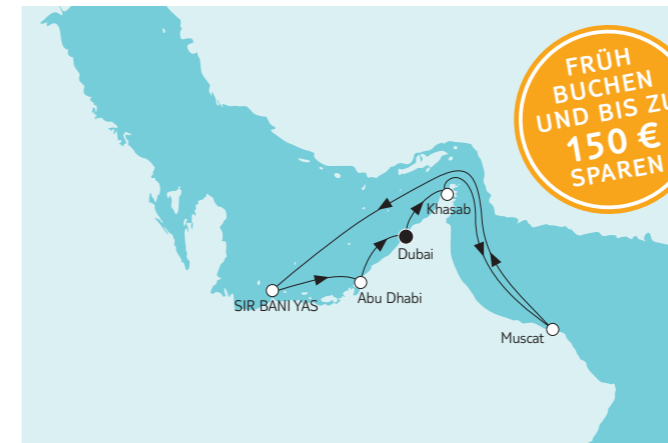 FRÜH
BUCHEN
UND BIS ZU
150 €
SPAREN
Khasab
Dubai
SIR BANI YAS
Abu Dhabi
Muscat